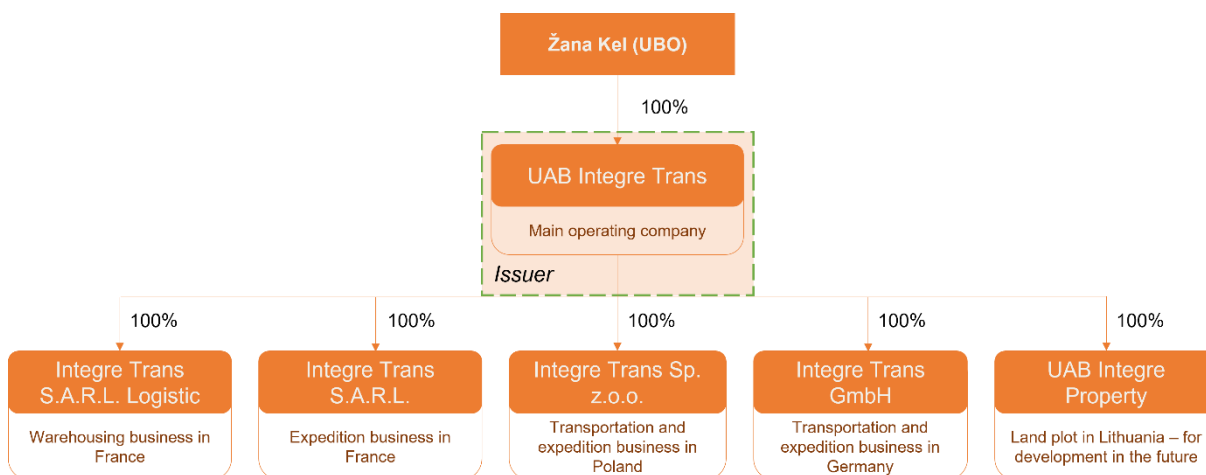 Žana Kel (UBO)
100%
UAB Integre Trans
Main operating company
Issuer
100%
100%
100%
100%
100%
Integre Trans
S.A.R.L. Logistic
Warehousing business in
France
Integre Trans
S.A.R.L.
Expedition business in
France
Integre Trans Sp.
z.o.o.
Transportation and
expedition business in
Poland
Integre Trans
GmbH
Transportation and
expedition business in
Germany
UAB Integre
Property
Land plot in Lithuania – for
development in the future